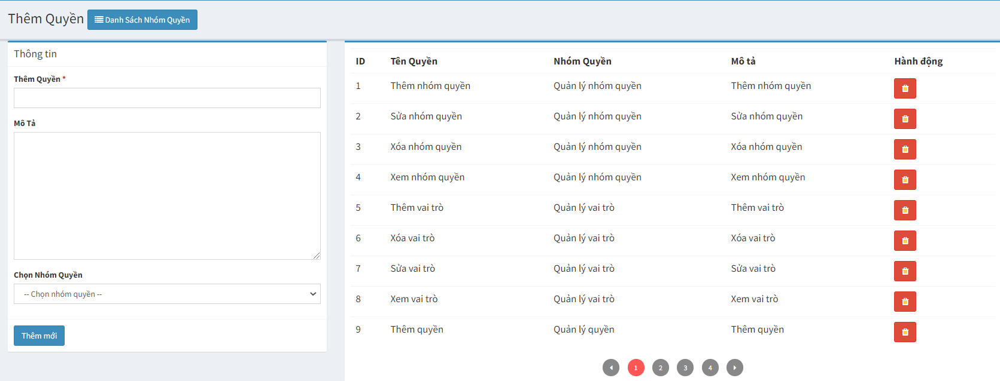 Thêm Quyền
Danh Sách Nhóm Quyền
Thông tin
Thêm Quyền *
Mô Tả
Chọn Nhóm Quyền
-- Chọn nhóm quyền --
Thêm mới
ID Tên Quyền Nhóm Quyền Mô tả Hành động
1 Thêm nhóm quyền Quản lý nhóm quyền Thêm nhóm quyền
2 Sửa nhóm quyền Quản lý nhóm quyền Sửa nhóm quyền
3 Xóa nhóm quyền Quản lý nhóm quyền Xóa nhóm quyền
4 Xem nhóm quyền Quản lý nhóm quyền Xem nhóm quyền
5 Thêm vai trò Quản lý vai trò Thêm vai trò
6 Xóa vai trò Quản lý vai trò Xóa vai trò
7 Sửa vai trò Quản lý vai trò Sửa vai trò
8 Xem vai trò Quản lý vai trò Xem vai trò
9 Thêm quyền Quản lý quyền Thêm quyền
1 2 3 4